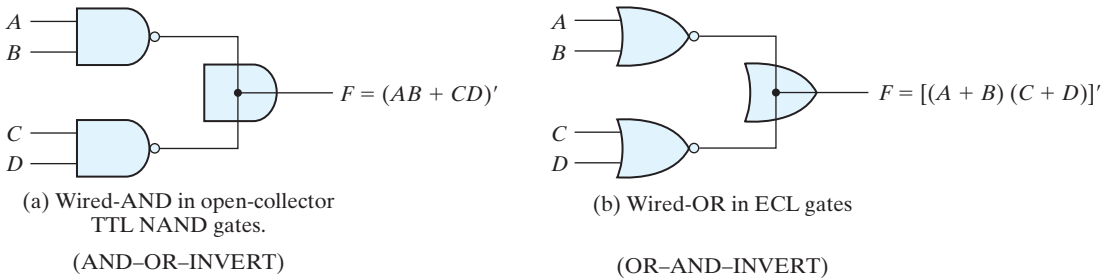 A
B
C
D
F = (AB + CD)′
(a) Wired-AND in open-collector
TTL NAND gates.
(AND–OR–INVERT)
A
B
C
D
F = [(A + B) (C + D)]′
(b) Wired-OR in ECL gates
(OR–AND–INVERT)